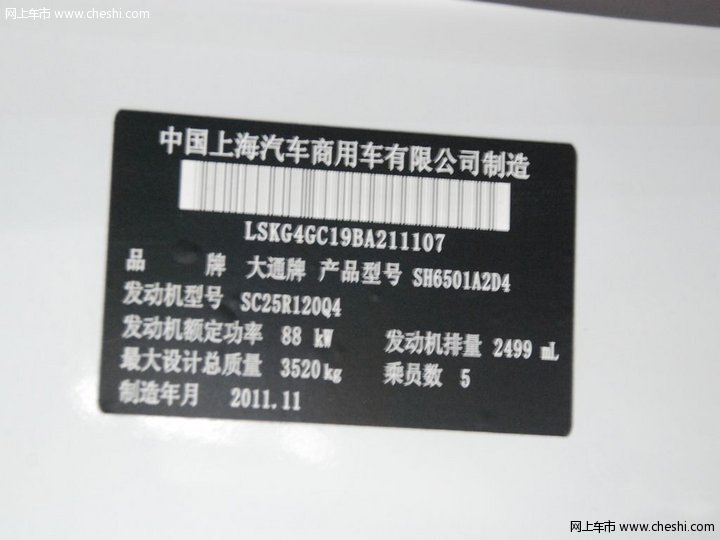 网上车市 www.cheshi.com
中国上海汽车商用车有限公司制造
LSKG4GC19BA211107
品 牌 大通牌 产品型号 SH6501A2D4
发动机型号 SC25R120Q4
发动机额定功率 88 kW 发动机排量 2499 mL
最大设计总质量 3520kg 乘员数 5
制造年月 2011.11
网上车市 www.cheshi.com